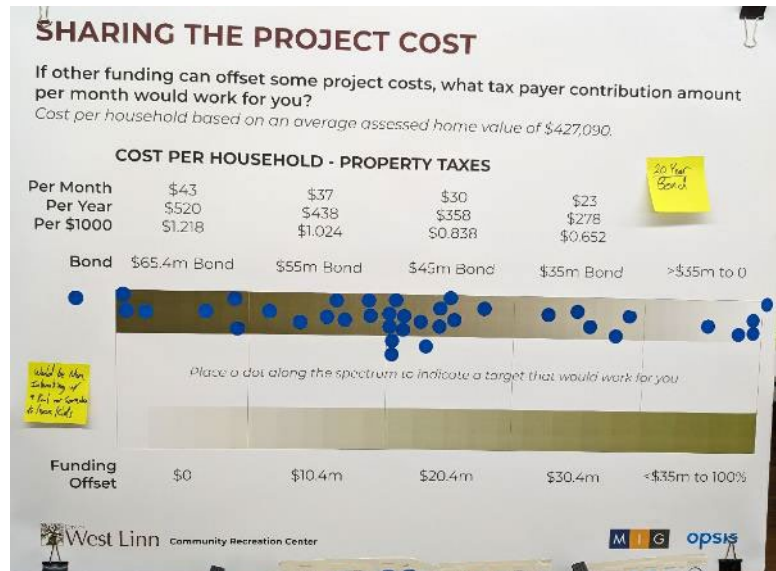 SHARING THE PROJECT COST
If other funding can offset some project costs, what tax payer contribution amount
per month would work for you?
Cost per household based on an average assessed home value of $427,090.
COST PER HOUSEHOLD - PROPERTY TAXES
20 Year
Bond
Per Month $43 $37 $30 $23
Per Year $520 $438 $358 $278
Per $1000 $1.218 $1.024 $0.838 $0.652
Bond $65.4m Bond $55m Bond $45m Bond $35m Bond >$35m to 0
Place a dot along the spectrum to indicate a target that would work for you
Would be
Kids
Funding
Offset $0 $10.4m $20.4m $30.4m <$35m to 100%
West Linn Community Recreation Center
MIG opsis